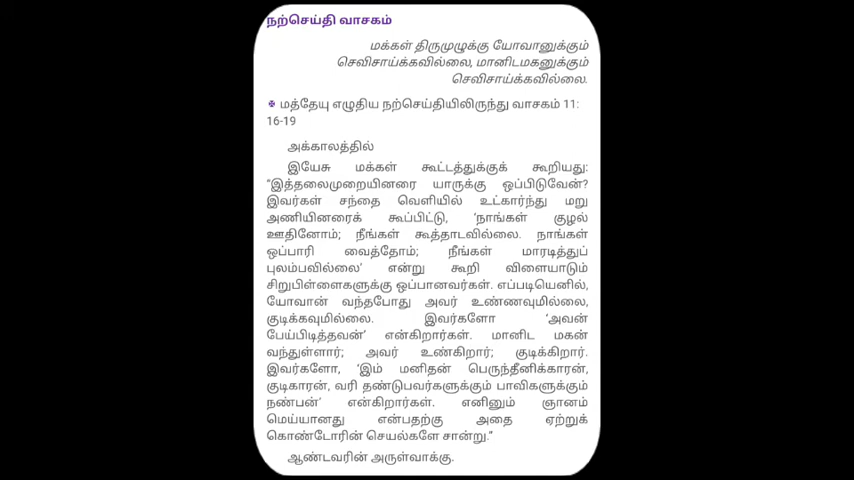 நற்செய்தி வாசகம்
மக்கள் திருமுழுக்கு யோவானுக்கும்
செவிசாய்க்கவில்லை, மானிடமகனுக்கும்
செவிசாய்க்கவில்லை.
✠ மத்தேயு எழுதிய நற்செய்தியிலிருந்து வாசகம் 11:
16-19
அக்காலத்தில்
இயேசு மக்கள் கூட்டத்துக்குக் கூறியது:
“இத்தலைமுறையினரை யாருக்கு ஒப்பிடுவேன்?
இவர்கள் சந்தை வெளியில் உட்கார்ந்து மறு
அணியினரைக் கூப்பிட்டு, ‘நாங்கள் குழல்
ஊதினோம்; நீங்கள் கூத்தாடவில்லை. நாங்கள்
ஒப்பாரி வைத்தோம்; நீங்கள் மாரடித்துப்
புலம்பவில்லை’ என்று கூறி விளையாடும்
சிறுபிள்ளைகளுக்கு ஒப்பானவர்கள். எப்படியெனில்,
யோவான் வந்தபோது அவர் உண்ணவுமில்லை,
குடிக்கவுமில்லை. இவர்களோ ‘அவன்
பேய்பிடித்தவன்’ என்கிறார்கள். மானிட மகன்
வந்துள்ளார்; அவர் உண்கிறார்; குடிக்கிறார்.
இவர்களோ, ‘இம் மனிதன் பெருந்தீனிக்காரன்,
குடிகாரன், வரி தண்டுபவர்களுக்கும் பாவிகளுக்கும்
நண்பன்’ என்கிறார்கள். எனினும் ஞானம்
மெய்யானது என்பதற்கு அதை ஏற்றுக்
கொண்டோரின் செயல்களே சான்று.”
ஆண்டவரின் அருள்வாக்கு.